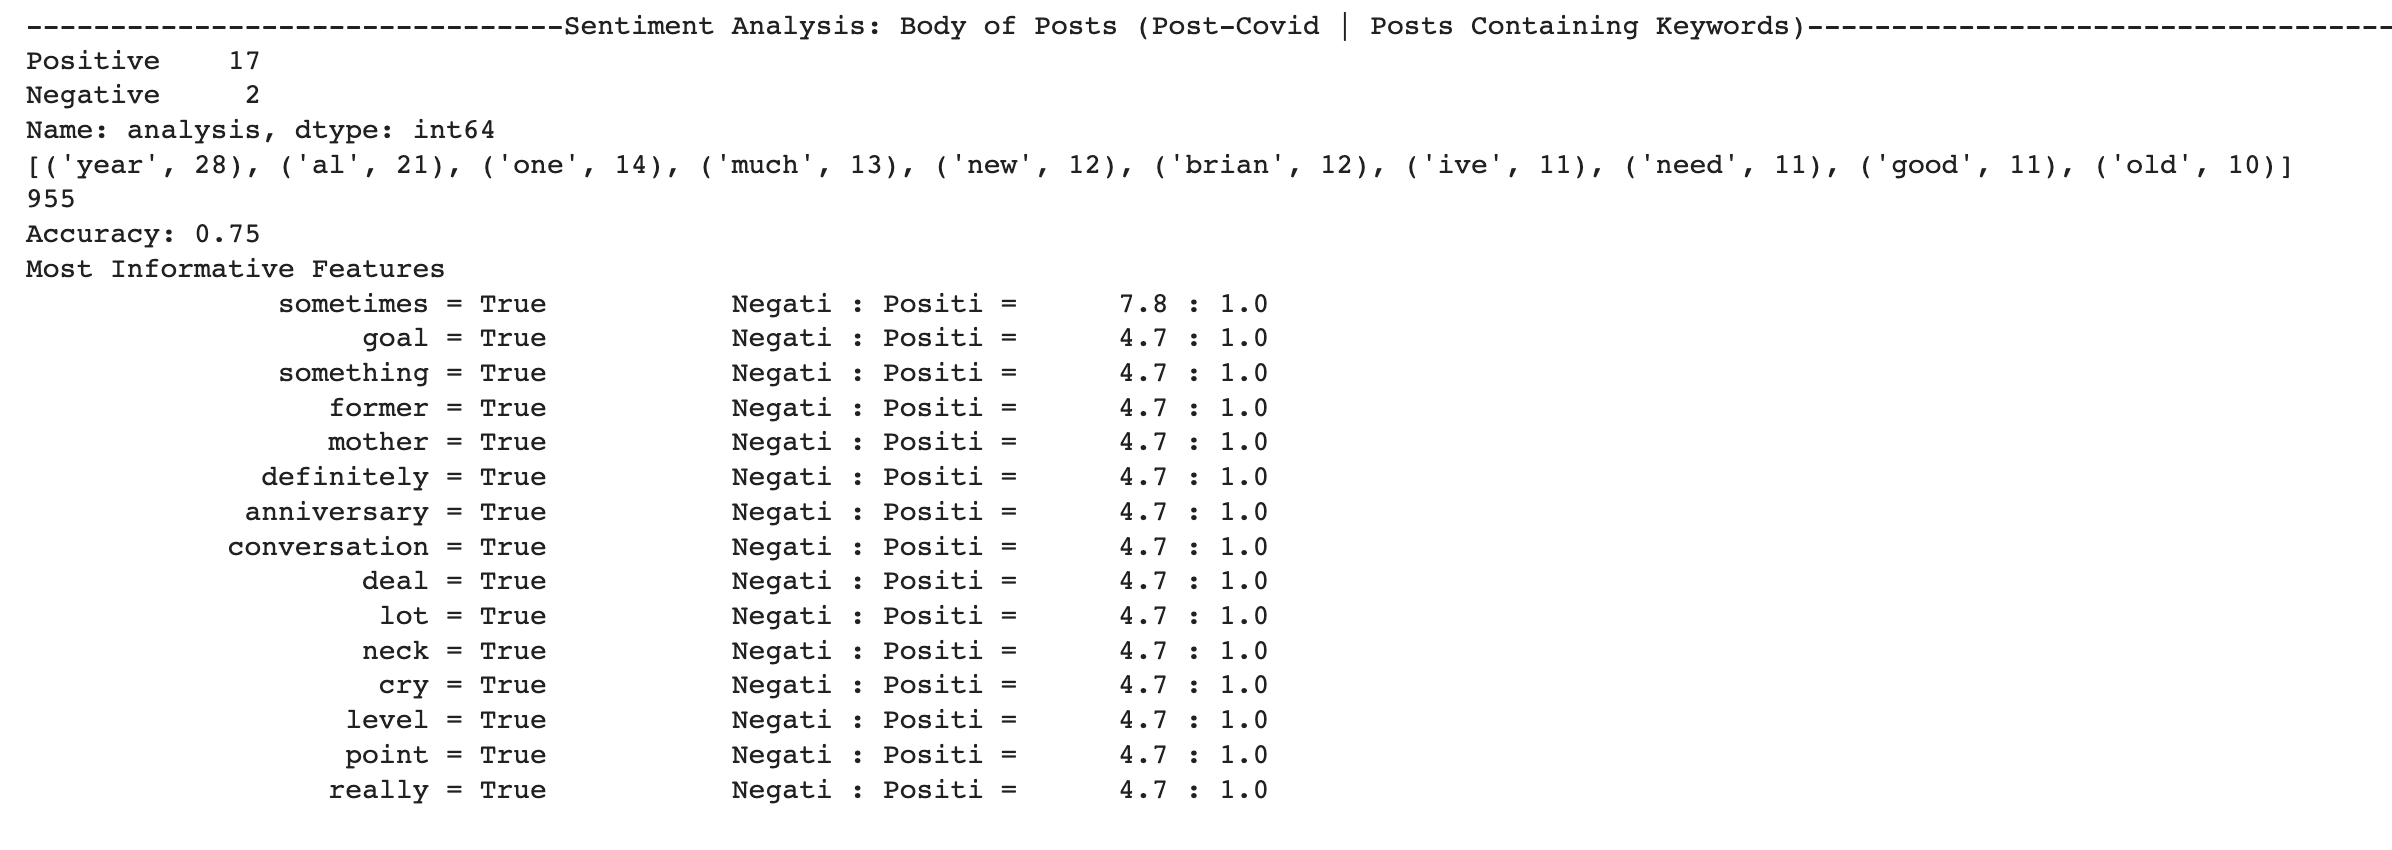 --------------------------------Sentiment Analysis: Body of Posts (Post-Covid | Posts Containing Keywords)-----------------------------------
Positive    17
Negative     2
Name: analysis, dtype: int64
[('year', 28), ('al', 21), ('one', 14), ('much', 13), ('new', 12), ('brian', 12), ('ive', 11), ('need', 11), ('good', 11), ('old', 10)]
955
Accuracy: 0.75
Most Informative Features
               sometimes = True           Negati : Positi =      7.8 : 1.0
                    goal = True           Negati : Positi =      4.7 : 1.0
               something = True           Negati : Positi =      4.7 : 1.0
                  former = True           Negati : Positi =      4.7 : 1.0
                  mother = True           Negati : Positi =      4.7 : 1.0
              definitely = True           Negati : Positi =      4.7 : 1.0
             anniversary = True           Negati : Positi =      4.7 : 1.0
            conversation = True           Negati : Positi =      4.7 : 1.0
                    deal = True           Negati : Positi =      4.7 : 1.0
                     lot = True           Negati : Positi =      4.7 : 1.0
                    neck = True           Negati : Positi =      4.7 : 1.0
                     cry = True           Negati : Positi =      4.7 : 1.0
                   level = True           Negati : Positi =      4.7 : 1.0
                   point = True           Negati : Positi =      4.7 : 1.0
                  really = True           Negati : Positi =      4.7 : 1.0